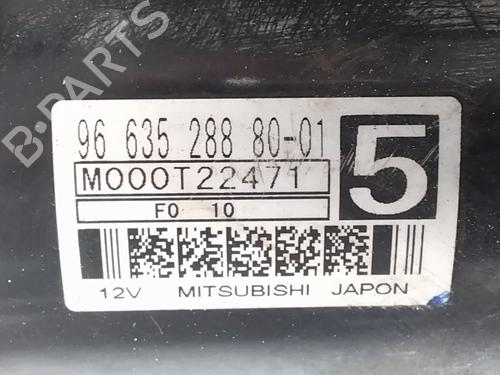 B-PARTS
96 635 288 80-01
5
M000T22471
F0 10
12V MITSUBISHI JAPON